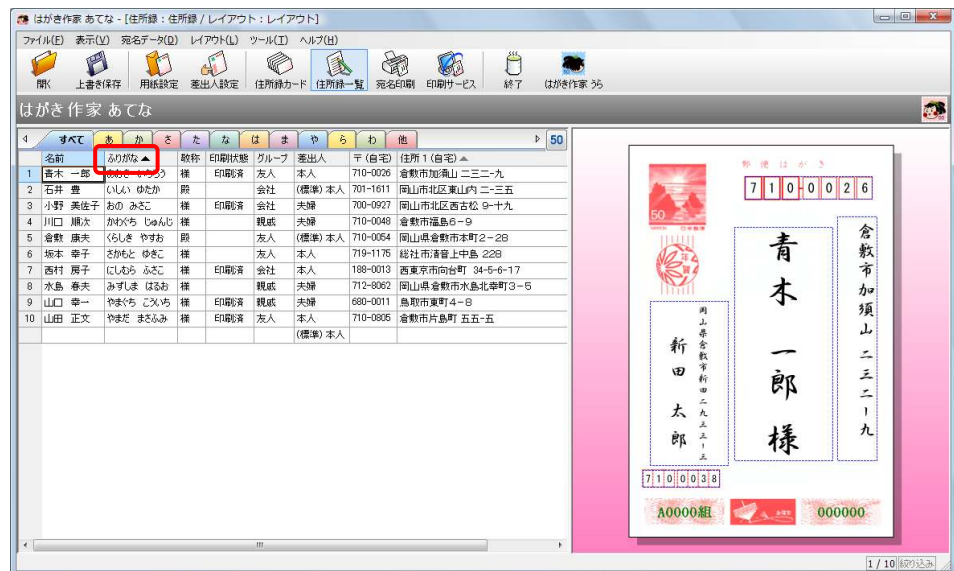 はがき作家 あてな - [住所録：住所録 / レイアウト：レイアウト]
ファイル(F) 表示(V) 宛名データ(D) レイアウト(L) ツール(T) ヘルプ(H)
開く 上書き保存 用紙設定 差出人設定 住所録カード 住所録一覧 宛名印刷 印刷サービス 終了 はがき作家 うら
はがき作家 あてな
すべて あ か さ た な は ま や ら わ 他 50
名前 ふりがな ▲ 敬称 印刷状態 グループ 差出人 〒(自宅) 住所1(自宅) ▲
1 青木 一郎 あおき いちろう 様 印刷済 友人 本人 710-0026 倉敷市加須山 二三二-九
2 石井 豊 いしい ゆたか 殿 会社 (標準) 本人 701-1611 岡山市北区東山内 二-三五
3 小野 美佐子 おの みさこ 様 印刷済 会社 夫婦 700-0927 岡山市北区西古松 9-十九
4 川口 順次 かわぐち じゅんじ 様 親戚 夫婦 710-0048 倉敷市福島6-9
5 倉敷 康夫 くらしき やすお 殿 友人 (標準) 本人 710-0054 岡山県倉敷市本町2-28
6 坂本 幸子 さかもと ゆきこ 様 友人 本人 719-1175 総社市清音上中島 228
7 西村 房子 にしむら ふさこ 様 印刷済 会社 本人 188-0013 西東京市向台町 34-5-6-17
8 水島 春夫 みずしま はるお 様 親戚 夫婦 712-8062 岡山県倉敷市水島北幸町3-5
9 山口 幸一 やまぐち こういち 様 印刷済 親戚 夫婦 680-0011 鳥取市東町4-8
10 山田 正文 やまだ まさふみ 様 印刷済 友人 本人 710-0805 倉敷市片島町 五五-五
(標準) 本人
郵便はがき
7100026
50
NIPPON 日本郵便
倉敷市加須山 二三二ー九
青木 一郎 様
岡山県倉敷市新田二九三二ー三
新田 太郎
7100038
A0000組 000000
1 / 10 絞り込み